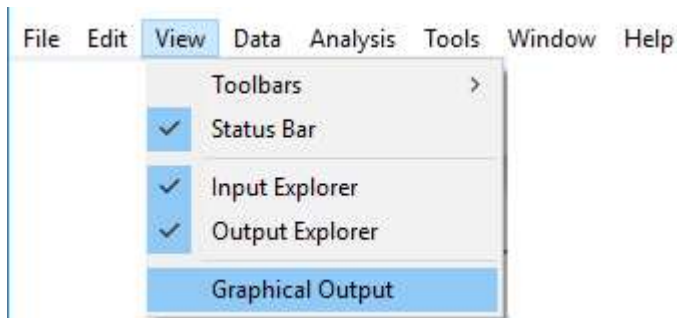 File Edit View Data Analysis Tools Window Help
Toolbars >
Status Bar
Input Explorer
Output Explorer
Graphical Output